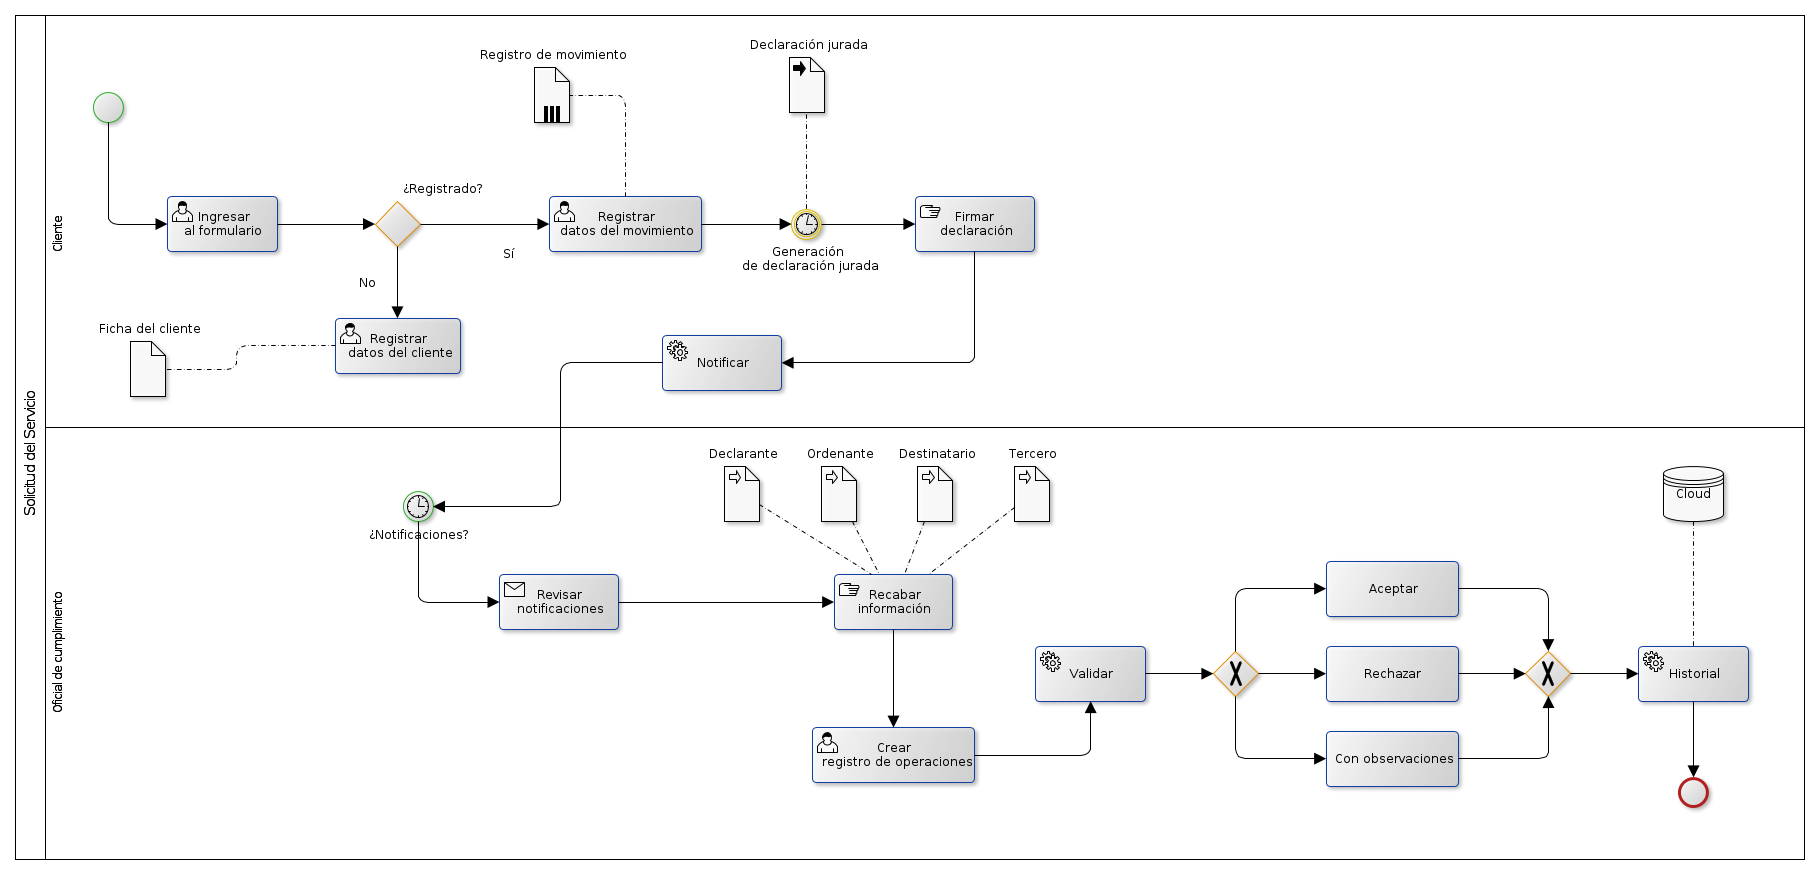 Solicitud del Servicio
Cliente
Registro de movimiento
Declaración jurada
¿Registrado?
Ingresar
al formulario
Sí
Registrar
datos del movimiento
Generación
de declaración jurada
Firmar
declaración
No
Ficha del cliente
Registrar
datos del cliente
Notificar
Oficial de cumplimiento
Declarante
Ordenante
Destinatario
Tercero
Cloud
¿Notificaciones?
Revisar
notificaciones
Recabar
información
Aceptar
Validar
Rechazar
Historial
Crear
registro de operaciones
Con observaciones